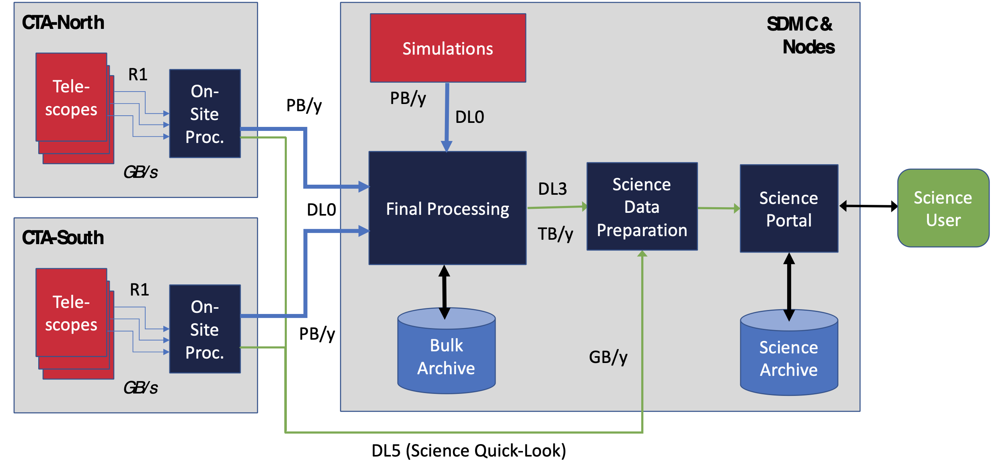 CTA-North
Tele-
scopes
R1
On-
Site
Proc.
GB/s
CTA-South
Tele-
scopes
R1
On-
Site
Proc.
GB/s
PB/y
DL0
PB/y
SDMC &
Nodes
Simulations
PB/y
DL0
Final Processing
DL3
TB/y
Science
Data
Preparation
Science
Portal
Science
User
Bulk
Archive
GB/y
Science
Archive
DL5 (Science Quick-Look)